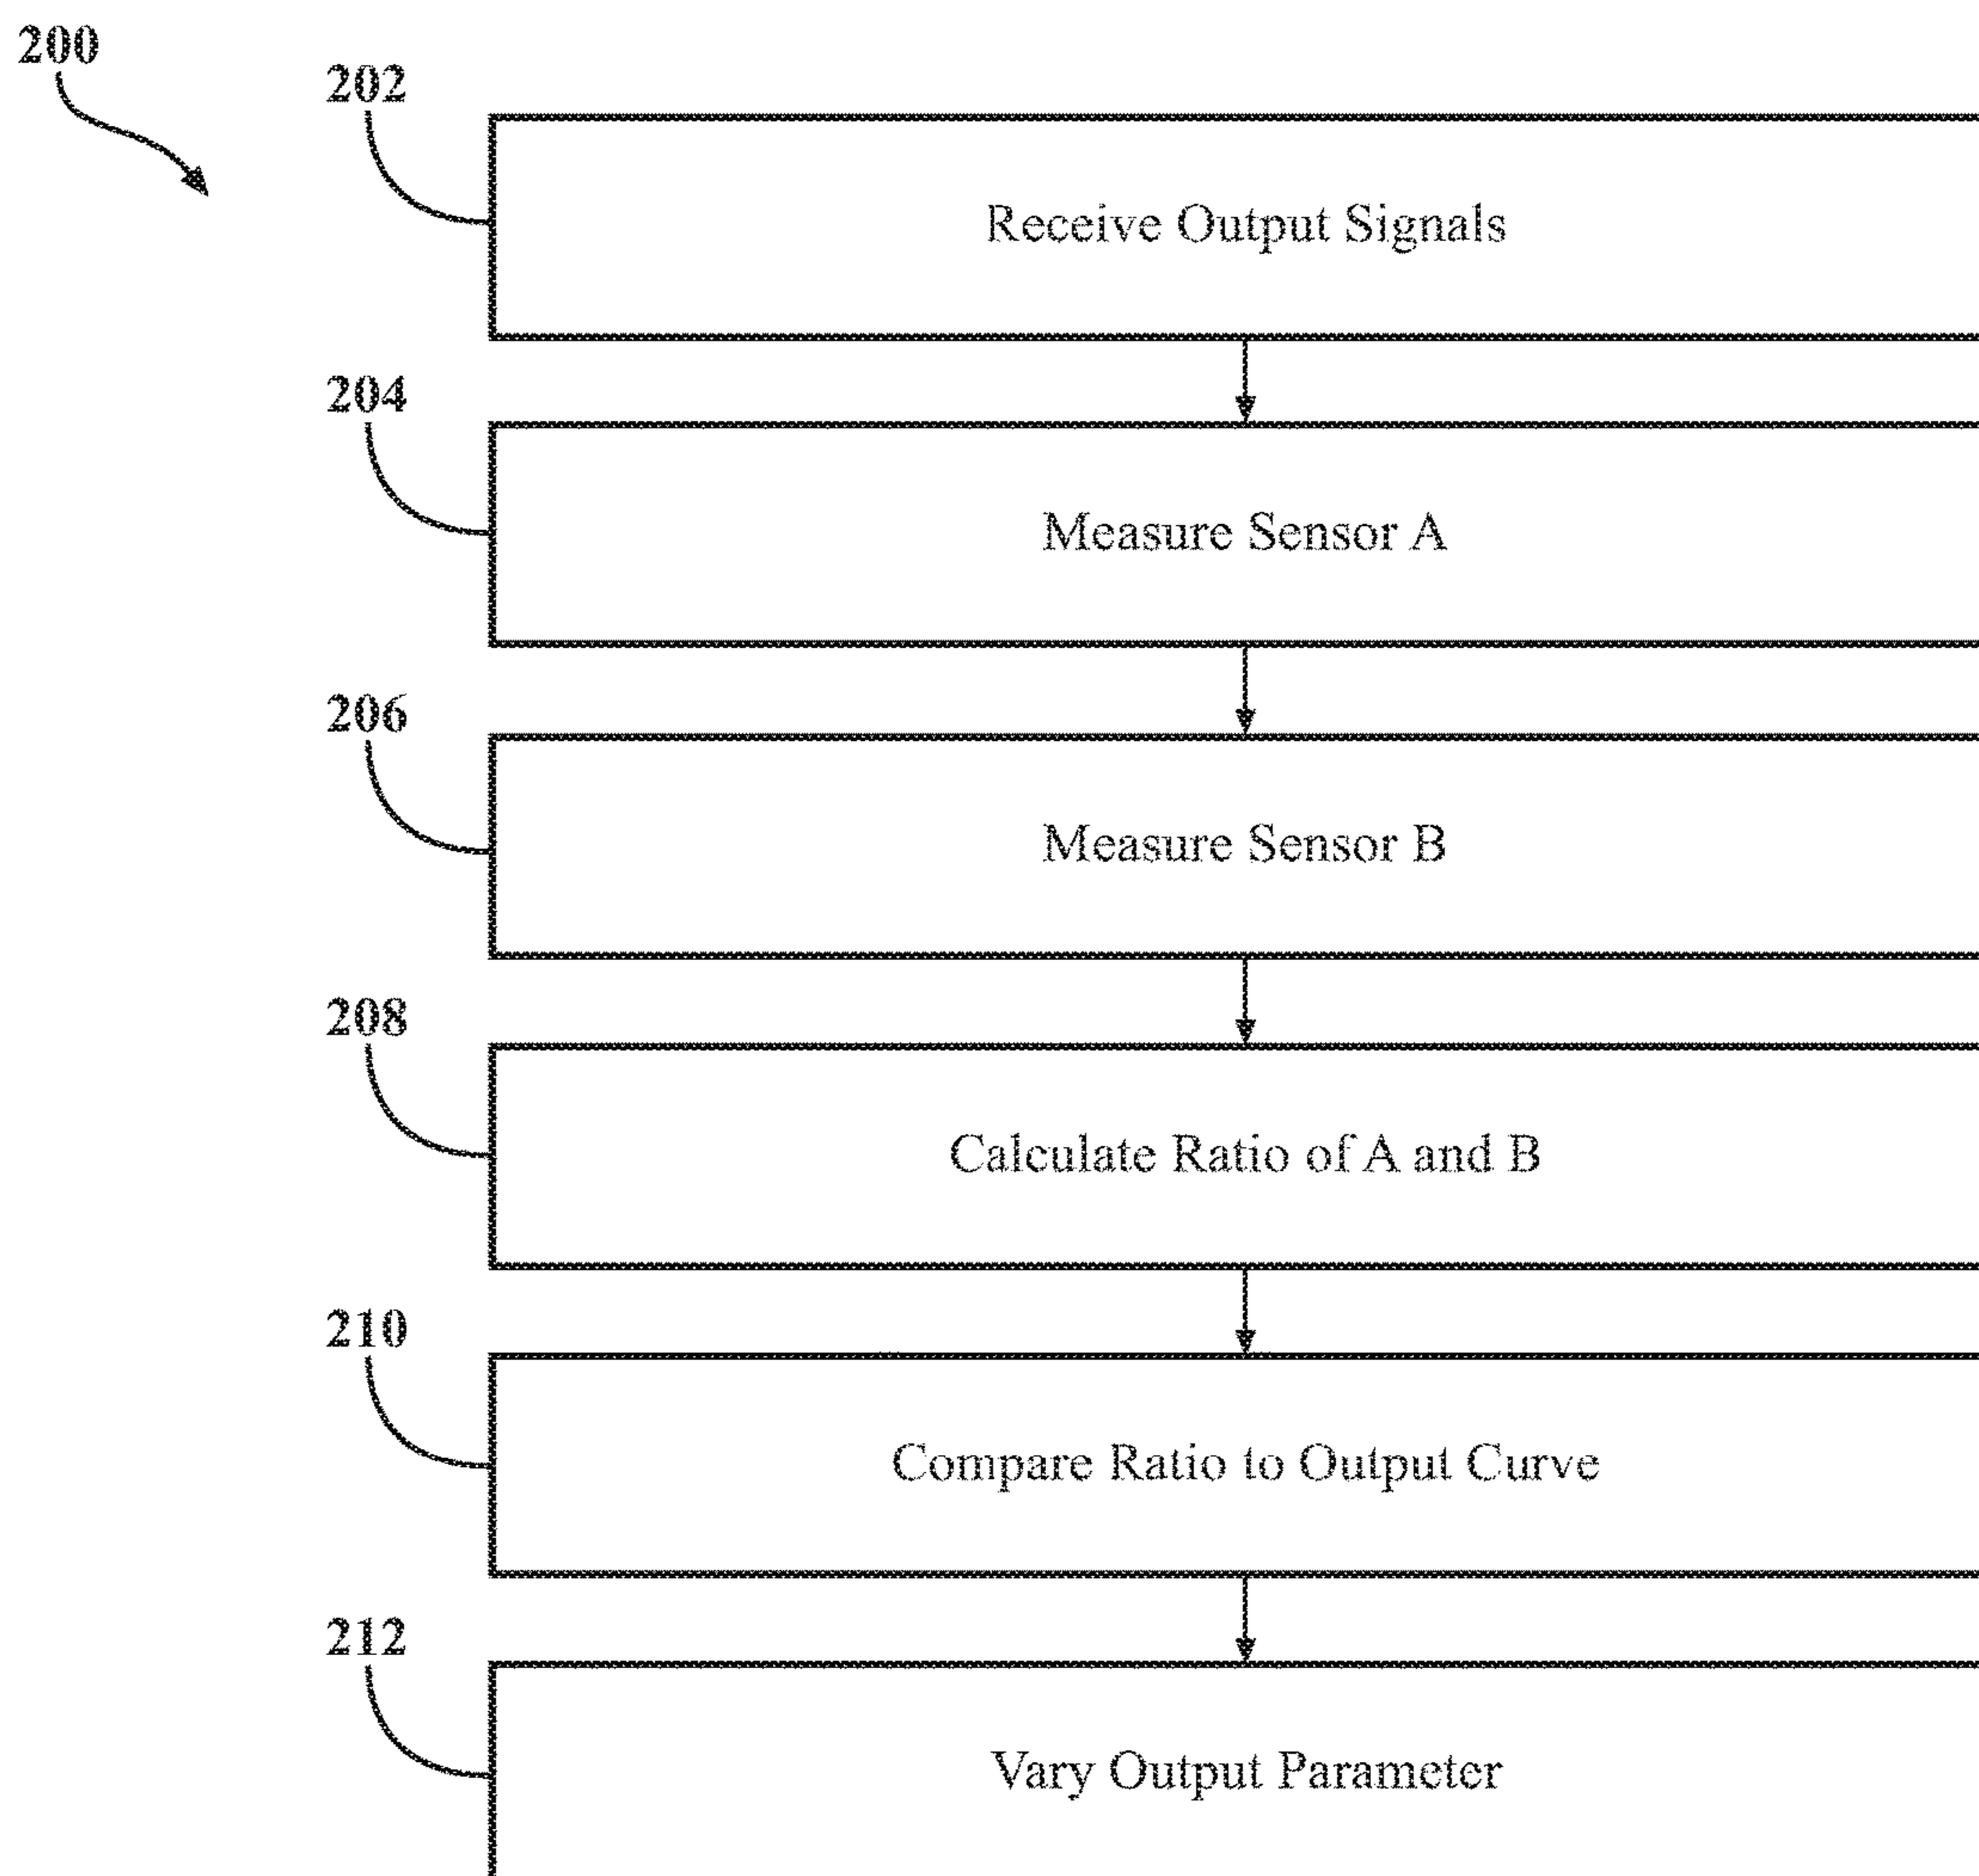 200
202
Receive Output Signals
204
Measure Sensor A
206
Measure Sensor B
208
Calculate Ratio of A and B
210
Compare Ratio to Output Curve
212
Vary Output Parameter